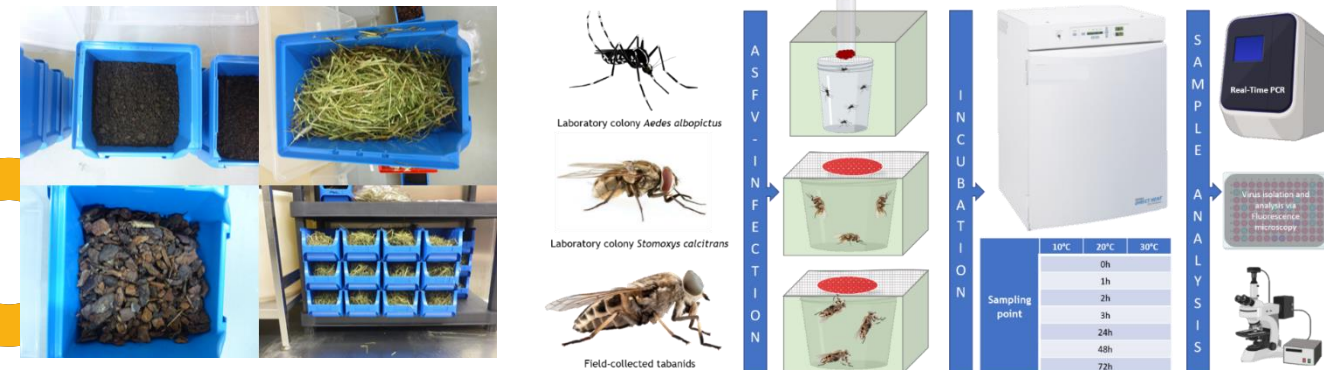 Laboratory colony Aedes albopictus
Laboratory colony Stomoxys calcitrans
Field-collected tabanids
ASFV-INFECTION
INCUBATION
10°C 20°C 30°C
Sampling point
0h
1h
2h
3h
24h
48h
72h
SAMPLE ANALYSIS
Real-Time PCR
Virus isolation and
analysis via
Fluorescence
microscopy